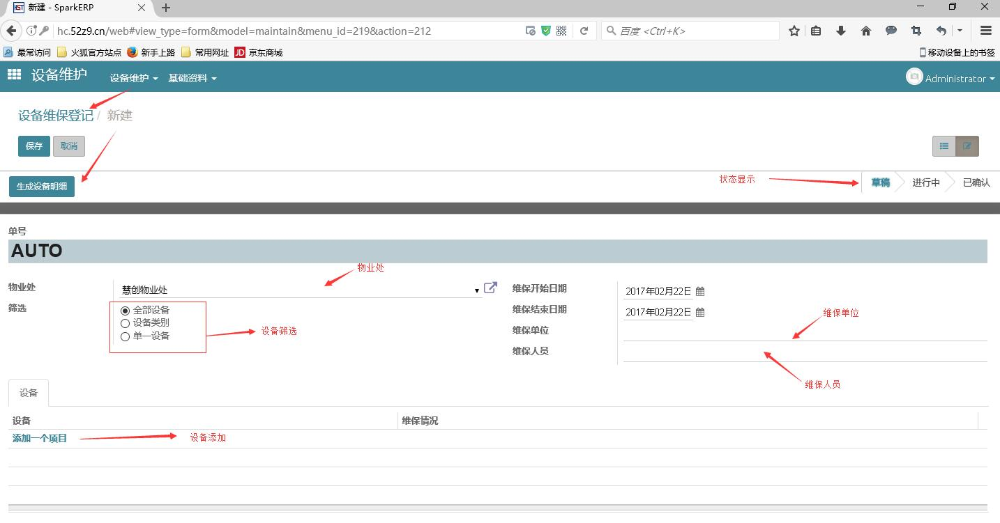 新建 - SparkERP
hc.52z9.cn/web#view_type=form&model=maintain&menu_id=219&action=212
百度 <Ctrl+K>
最常访问 火狐官方站点 新手上路 常用网址 JD 京东商城 移动设备上的书签
设备维护 设备维护 基础资料 Administrator
设备维保登记 / 新建
保存 取消
生成设备明细 状态显示 草稿 进行中 已确认
单号
AUTO
物业处
物业处 慧创物业处 维保开始日期 2017年02月22日
筛选 全部设备 维保结束日期 2017年02月22日 维保单位
设备类别
设备筛选 维保单位
单一设备
维保人员
维保人员
设备
设备 维保情况
添加一个项目 设备添加